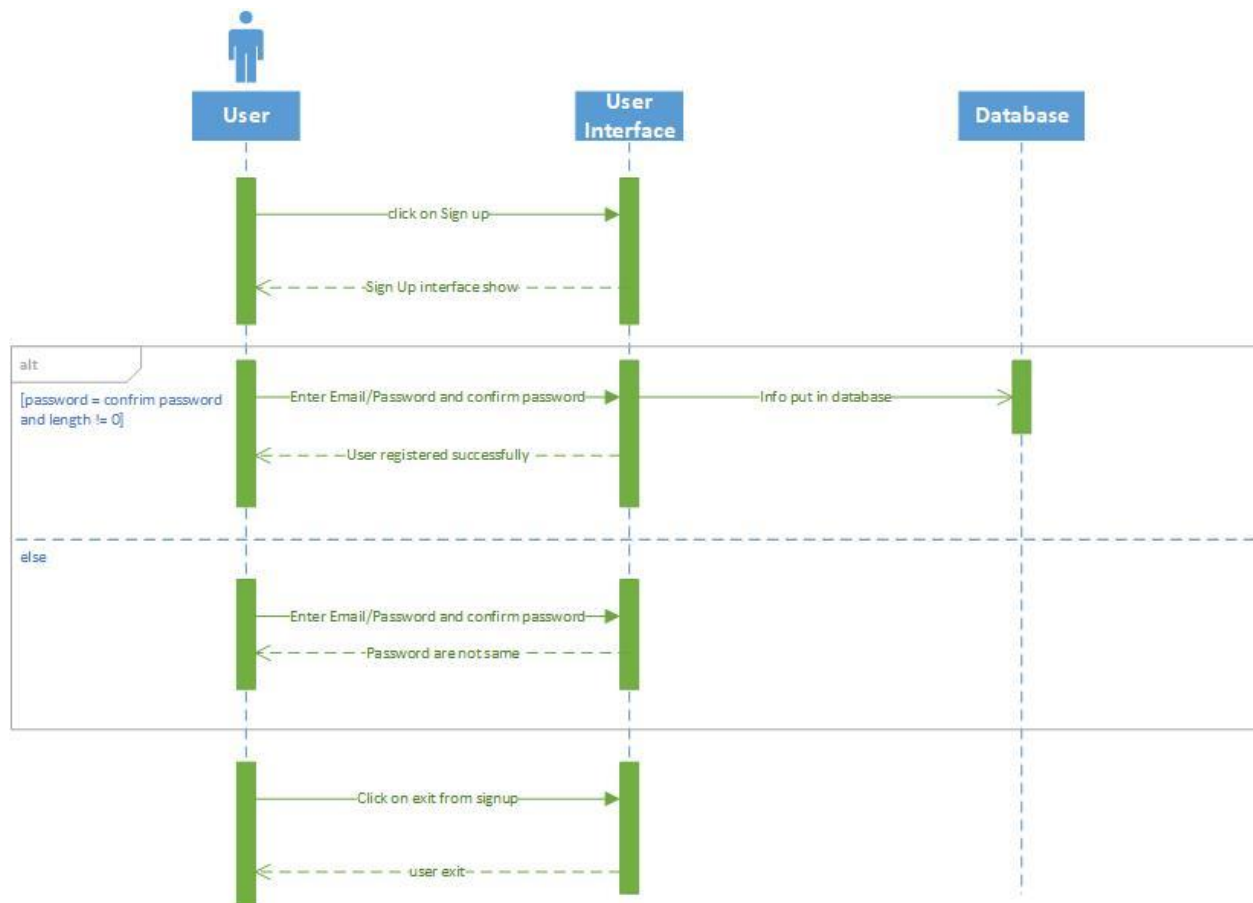 User
User
Interface
Database
click on Sign up
Sign Up interface show
alt
[password = confrim password
and length != 0]
Enter Email/Password and confirm password
Info put in database
User registered successfully
else
Enter Email/Password and confirm password
Password are not same
Click on exit from signup
user exit